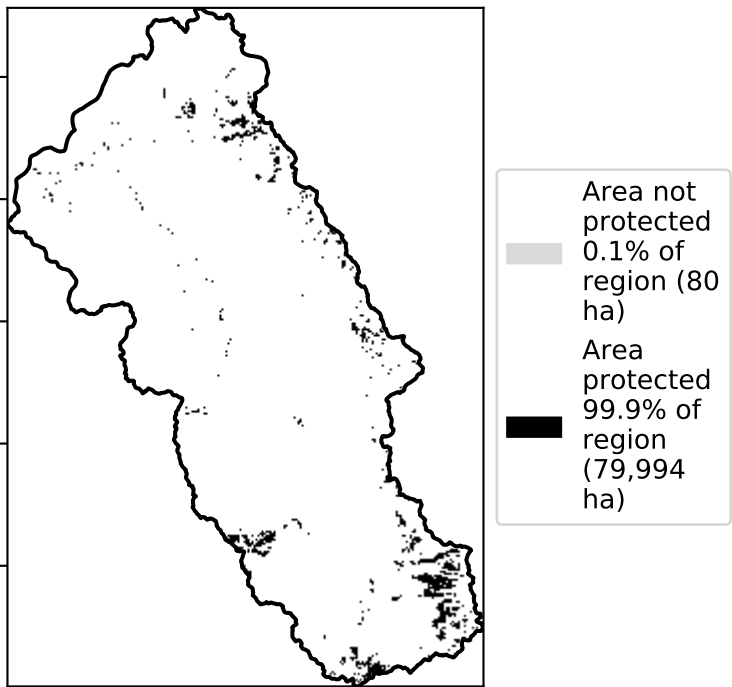 Area not
protected
0.1% of
region (80
ha)
Area
protected
99.9% of
region
(79,994
ha)